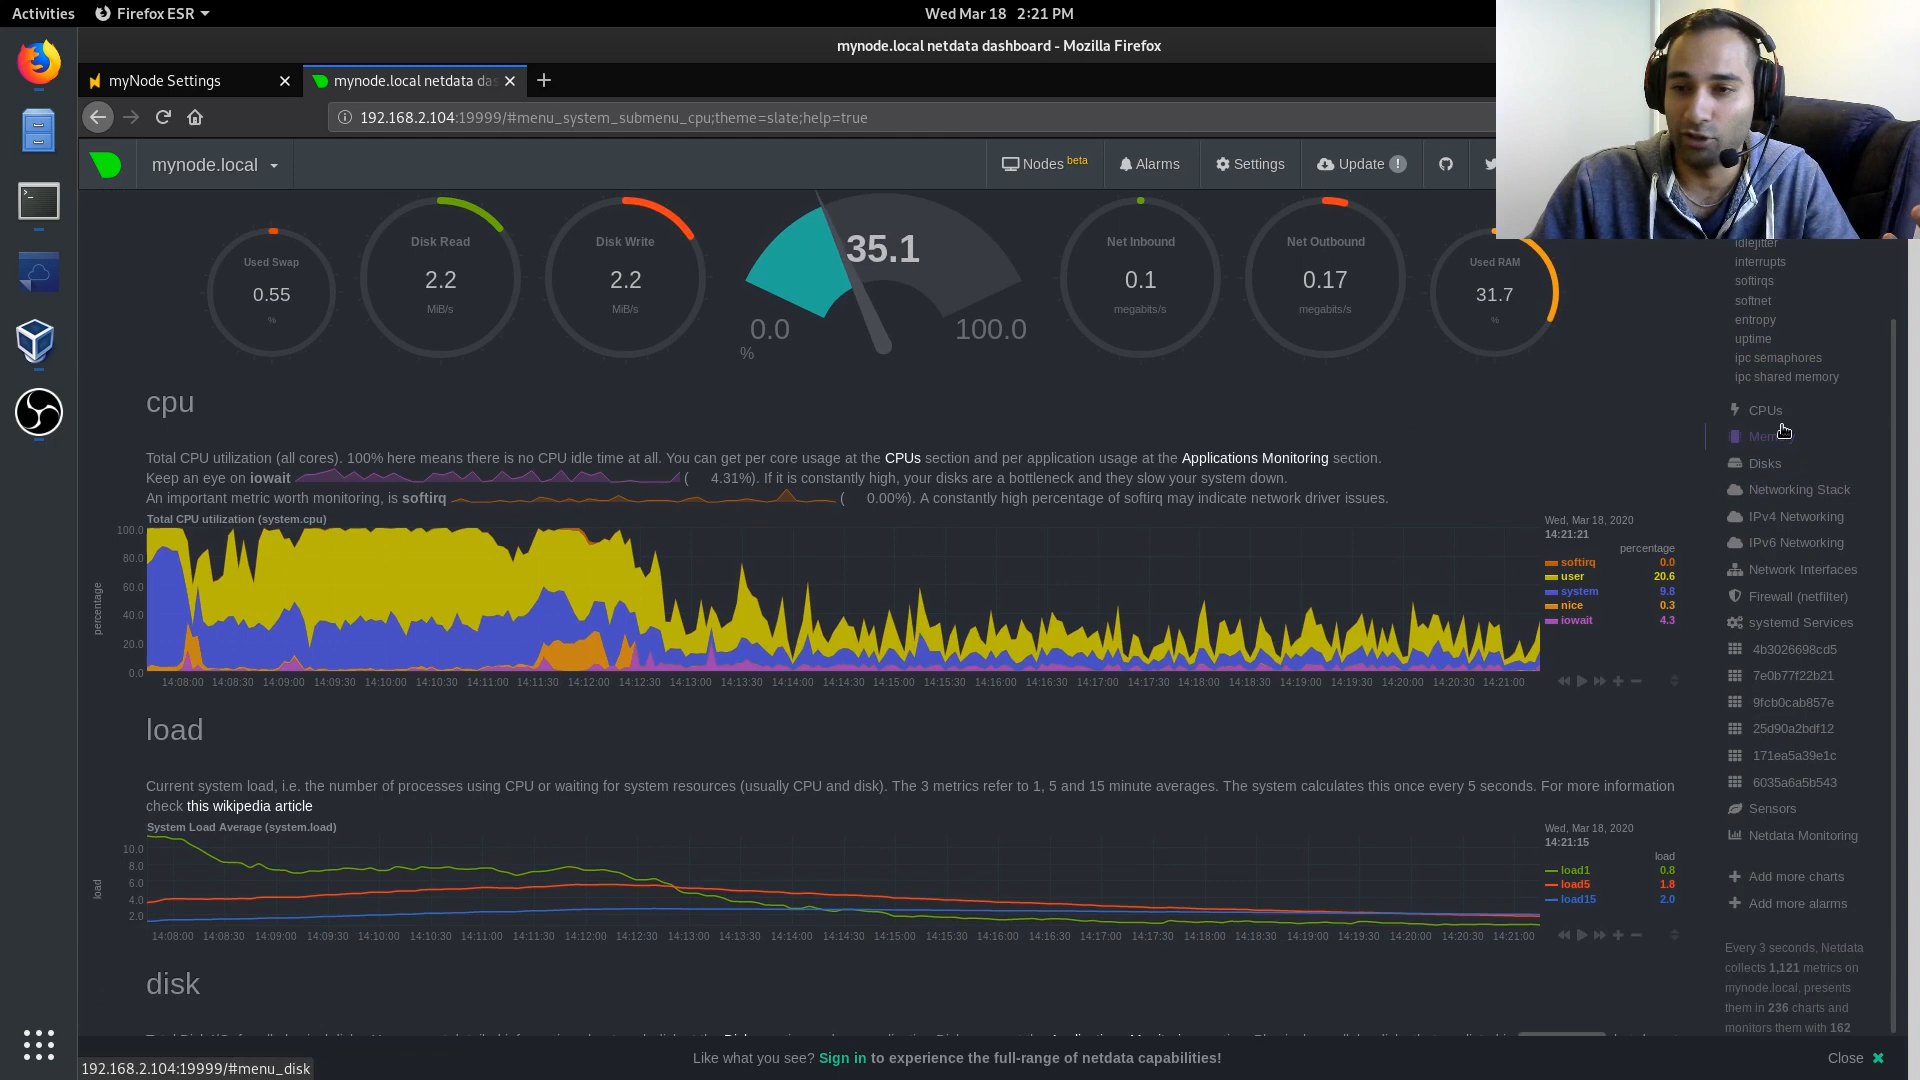 Activities
Firefox ESR
Wed Mar 18 2:21 PM
mynode.local netdata dashboard - Mozilla Firefox
myNode Settings
mynode.local netdata das
192.168.2.104:19999/#menu_system_submenu_cpu;theme=slate;help=true
mynode.local
Nodes beta
Alarms
Settings
Update !
Used Swap
0.55
%
Disk Read
2.2
MiB/s
Disk Write
2.2
MiB/s
35.1
0.0
100.0
%
Net Inbound
0.1
megabits/s
Net Outbound
0.17
megabits/s
Used RAM
31.7
%
cpu
Total CPU utilization (all cores). 100% here means there is no CPU idle time at all. You can get per core usage at the CPUs section and per application usage at the Applications Monitoring section.
Keep an eye on iowait ( 4.31%). If it is constantly high, your disks are a bottleneck and they slow your system down.
An important metric worth monitoring, is softirq ( 0.00%). A constantly high percentage of softirq may indicate network driver issues.
Total CPU utilization (system.cpu)
percentage
100.0
80.0
60.0
40.0
20.0
0.0
14:08:00 14:08:30 14:09:00 14:09:30 14:10:00 14:10:30 14:11:00 14:11:30 14:12:00 14:12:30 14:13:00 14:13:30 14:14:00 14:14:30 14:15:00 14:15:30 14:16:00 14:16:30 14:17:00 14:17:30 14:18:00 14:18:30 14:19:00 14:19:30 14:20:00 14:20:30 14:21:00
Wed, Mar 18, 2020
14:21:21
percentage
softirq 0.0
user 20.6
system 9.8
nice 0.3
iowait 4.3
load
Current system load, i.e. the number of processes using CPU or waiting for system resources (usually CPU and disk). The 3 metrics refer to 1, 5 and 15 minute averages. The system calculates this once every 5 seconds. For more information
check this wikipedia article
System Load Average (system.load)
load
10.0
8.0
6.0
4.0
2.0
14:08:00 14:08:30 14:09:00 14:09:30 14:10:00 14:10:30 14:11:00 14:11:30 14:12:00 14:12:30 14:13:00 14:13:30 14:14:00 14:14:30 14:15:00 14:15:30 14:16:00 14:16:30 14:17:00 14:17:30 14:18:00 14:18:30 14:19:00 14:19:30 14:20:00 14:20:30 14:21:00
Wed, Mar 18, 2020
14:21:15
load
load1 0.8
load5 1.8
load15 2.0
disk
idlejitter
interrupts
softirqs
softnet
entropy
uptime
ipc semaphores
ipc shared memory
CPUs
Disks
Networking Stack
IPv4 Networking
IPv6 Networking
Network Interfaces
Firewall (netfilter)
systemd Services
4b3026698cd5
7e0b77f22b21
9fcb0cab857e
25d90a2bdf12
171ea5a39e1c
6035a6a5b543
Sensors
Netdata Monitoring
Add more charts
Add more alarms
Every 3 seconds, Netdata
collects 1,121 metrics on
mynode.local, presents
them in 236 charts and
monitors them with 162
Like what you see? Sign in to experience the full-range of netdata capabilities!
Close
192.168.2.104:19999/#menu_disk